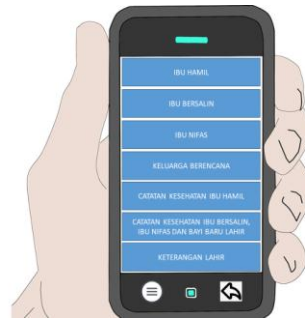 IBU HAMIL
IBU BERSALIN
IBU NIFAS
KELUARGA BERENCANA
CATATAN KESEHATAN IBU HAMIL
CATATAN KESEHATAN IBU BERSALIN,
IBU NIFAS DAN BAYI BARU LAHIR
KETERANGAN LAHIR